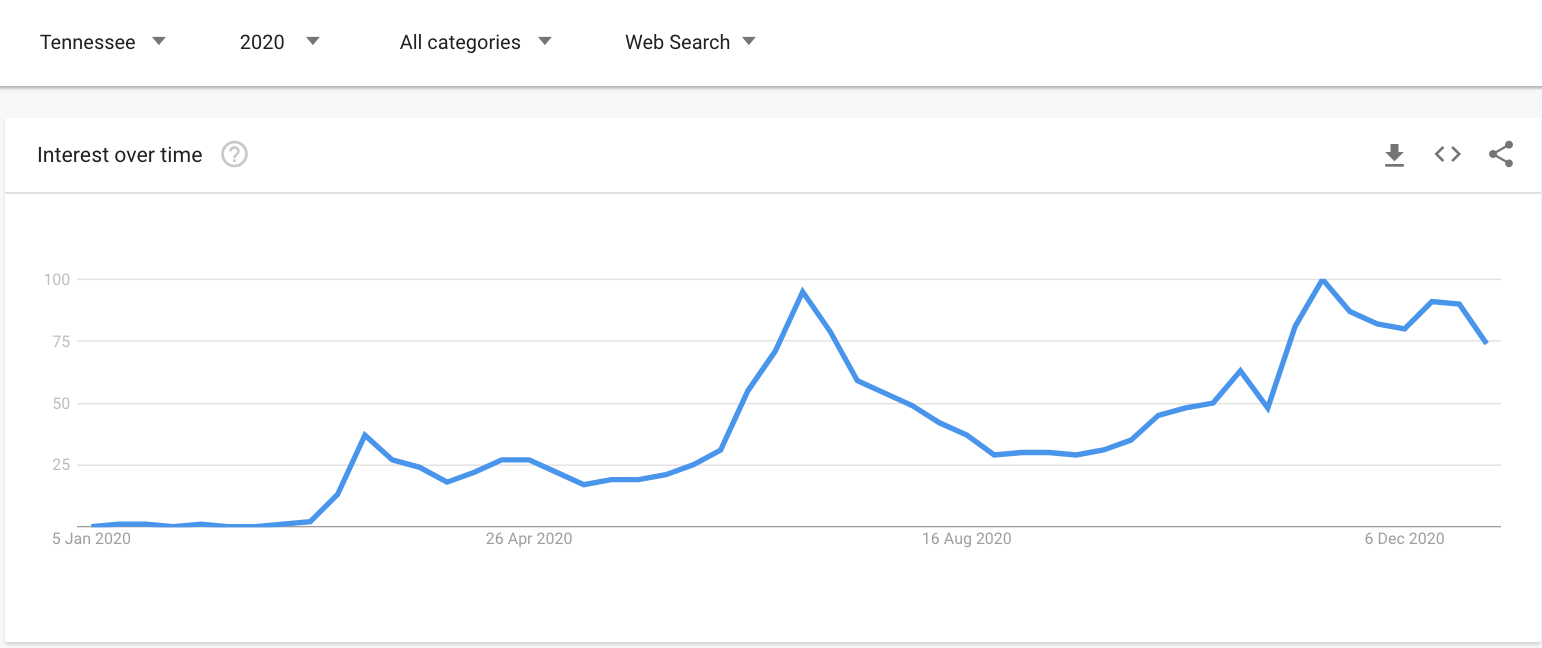 Tennessee 2020 All categories Web Search
Interest over time ?
100
75
50
25
5 Jan 2020 26 Apr 2020 16 Aug 2020 6 Dec 2020